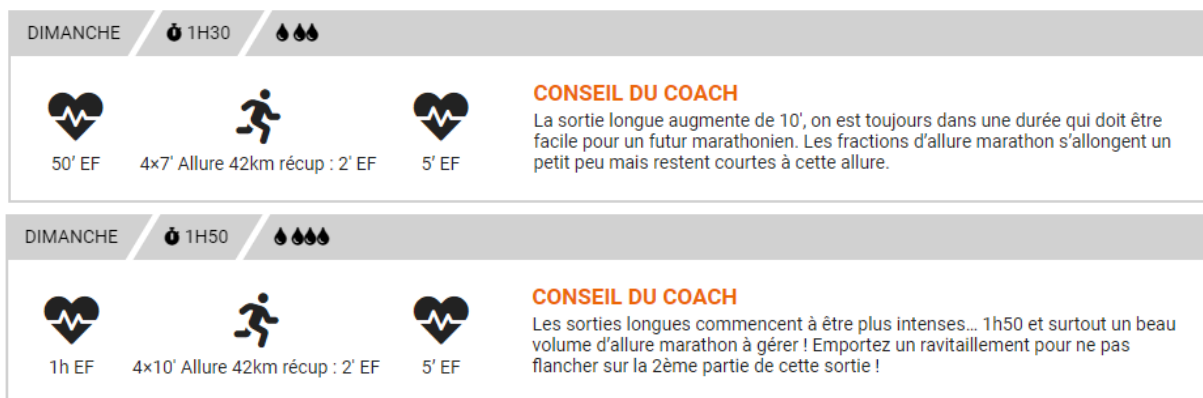 DIMANCHE 1H30
CONSEIL DU COACH
La sortie longue augmente de 10', on est toujours dans une durée qui doit être
facile pour un futur marathonien. Les fractions d’allure marathon s’allongent un
petit peu mais restent courtes à cette allure.
50’ EF 4×7' Allure 42km récup : 2' EF 5’ EF
DIMANCHE 1H50
CONSEIL DU COACH
Les sorties longues commencent à être plus intenses… 1h50 et surtout un beau
volume d’allure marathon à gérer ! Emportez un ravitaillement pour ne pas
flancher sur la 2ème partie de cette sortie !
1h EF 4×10' Allure 42km récup : 2' EF 5’ EF